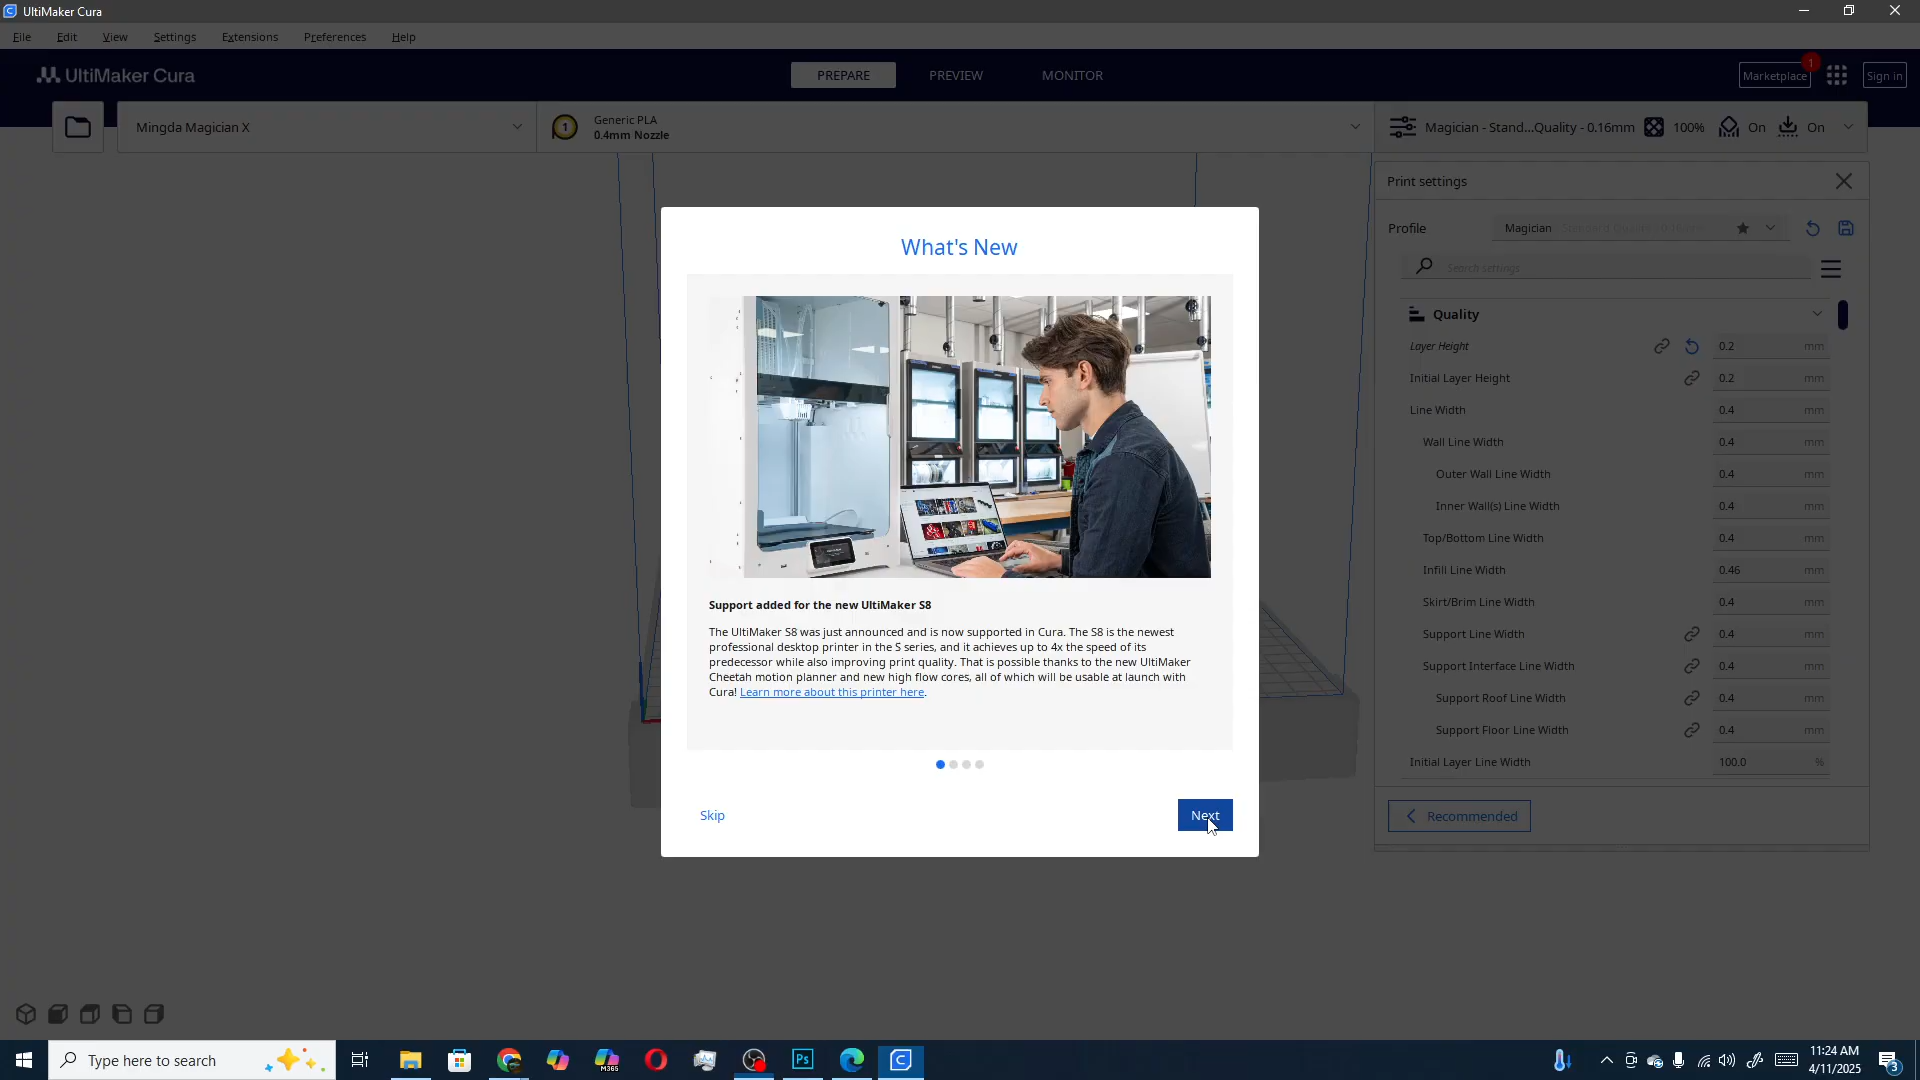 UltiMaker Cura
File Edit View Settings Extensions Preferences Help
UltiMaker Cura
PREPARE PREVIEW MONITOR
Marketplace 1 Sign in
Mingda Magician X
1 Generic PLA
0.4mm Nozzle
Magician - Stand...Quality - 0.16mm 100% On On
Print settings
Profile Magician Standard Quality - 0.16mm
Search settings
Quality
Layer Height 0.2 mm
Initial Layer Height 0.2 mm
Line Width 0.4 mm
Wall Line Width 0.4 mm
Outer Wall Line Width 0.4 mm
Inner Wall(s) Line Width 0.4 mm
Top/Bottom Line Width 0.4 mm
Infill Line Width 0.46 mm
Skirt/Brim Line Width 0.4 mm
Support Line Width 0.4 mm
Support Interface Line Width 0.4 mm
Support Roof Line Width 0.4 mm
Support Floor Line Width 0.4 mm
Initial Layer Line Width 100.0 %
Recommended
What's New
Support added for the new UltiMaker S8
The UltiMaker S8 was just announced and is now supported in Cura. The S8 is the newest
professional desktop printer in the S series, and it achieves up to 4x the speed of its
predecessor while also improving print quality. That is possible thanks to the new UltiMaker
Cheetah motion planner and new high flow cores, all of which will be usable at launch with
Cura! Learn more about this printer here.
Skip Next
Type here to search
M365
Ps
11:24 AM
4/11/2025
3